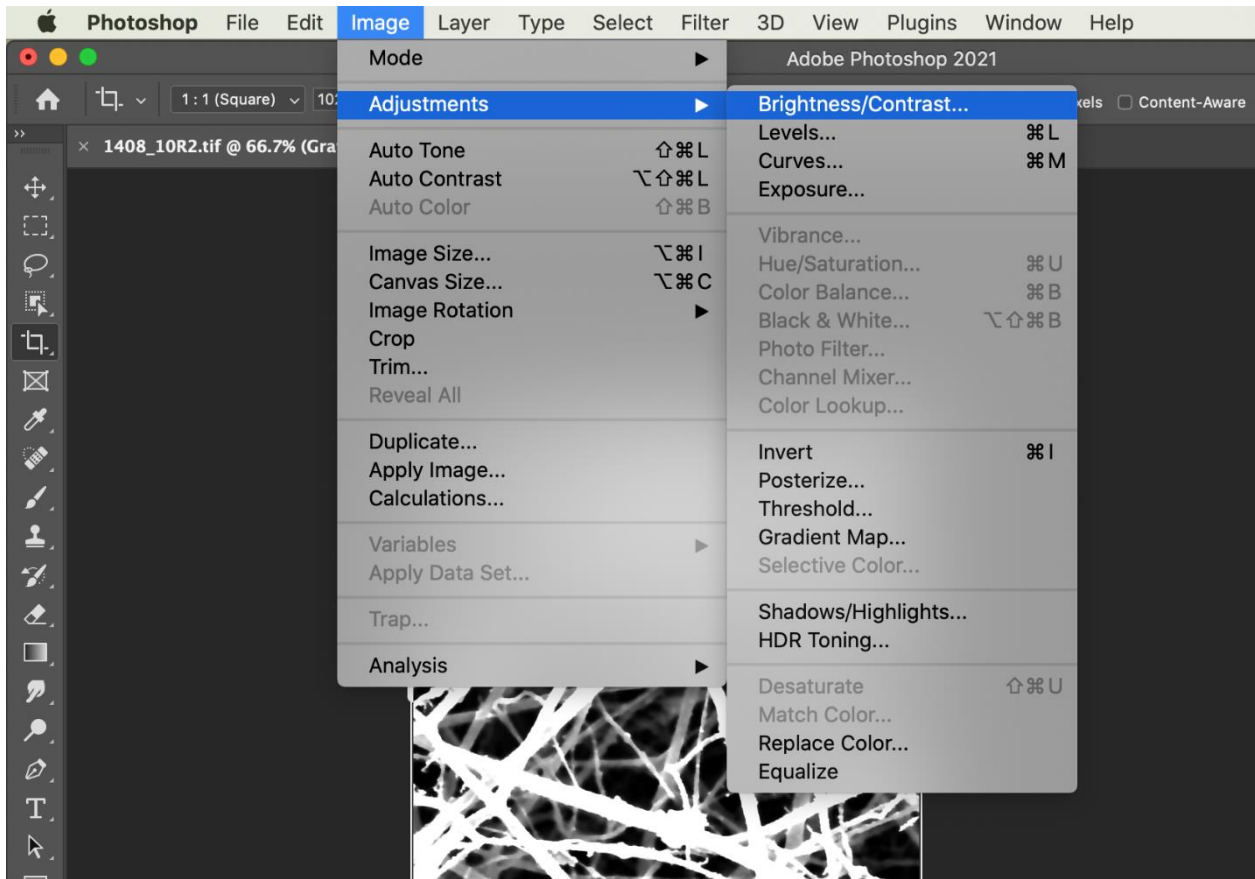 Photoshop File Edit Image Layer Type Select Filter 3D View Plugins Window Help
Adobe Photoshop 2021
1 : 1 (Square) 102 xels Content-Aware
1408_10R2.tif @ 66.7% (Gra
Mode
Adjustments
Auto Tone ⇧⌘L
Auto Contrast ⌥⇧⌘L
Auto Color ⇧⌘B
Image Size... ⌥⌘I
Canvas Size... ⌥⌘C
Image Rotation
Crop
Trim...
Reveal All
Duplicate...
Apply Image...
Calculations...
Variables
Apply Data Set...
Trap...
Analysis
Brightness/Contrast...
Levels... ⌘L
Curves... ⌘M
Exposure...
Vibrance...
Hue/Saturation... ⌘U
Color Balance... ⌘B
Black & White... ⌥⇧⌘B
Photo Filter...
Channel Mixer...
Color Lookup...
Invert ⌘I
Posterize...
Threshold...
Gradient Map...
Selective Color...
Shadows/Highlights...
HDR Toning...
Desaturate ⇧⌘U
Match Color...
Replace Color...
Equalize